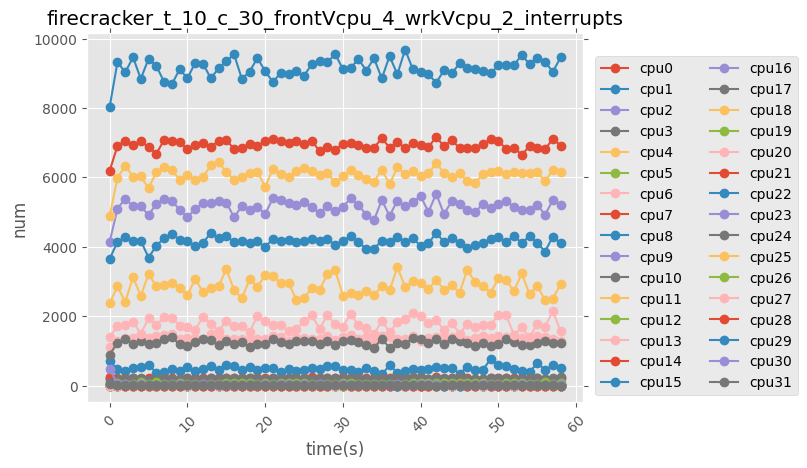 firecracker_t_10_c_30_frontVcpu_4_wrkVcpu_2_interrupts
10000
8000
6000
4000
2000
0
num
0
10
20
30
40
50
60
time(s)
cpu0
cpu1
cpu2
cpu3
cpu4
cpu5
cpu6
cpu7
cpu8
cpu9
cpu10
cpu11
cpu12
cpu13
cpu14
cpu15
cpu16
cpu17
cpu18
cpu19
cpu20
cpu21
cpu22
cpu23
cpu24
cpu25
cpu26
cpu27
cpu28
cpu29
cpu30
cpu31